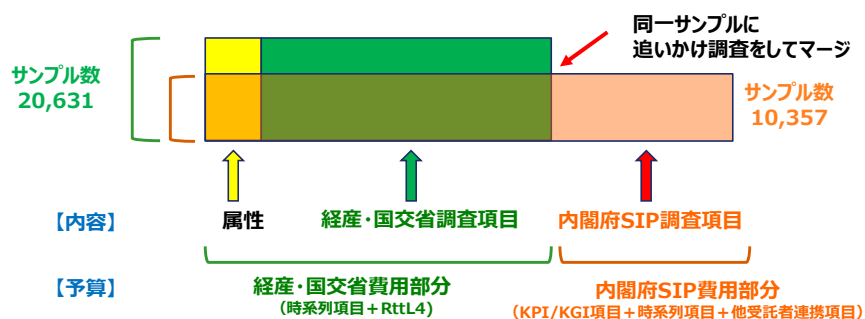 同一サンプルに
追いかけ調査をしてマージ
サンプル数
20,631
サンプル数
10,357
【内容】
属性
経産・国交省調査項目
内閣府SIP調査項目
【予算】
経産・国交省費用部分
(時系列項目+RttL4)
内閣府SIP費用部分
(KPI/KGI項目+時系列項目+他受託者連携項目)